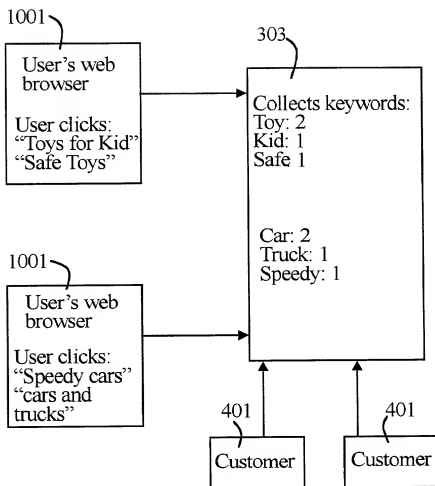 1001
User's web
browser
User clicks:
“Toys for Kid”
“Safe Toys”
303
Collects keywords:
Toy: 2
Kid: 1
Safe 1
Car: 2
Truck: 1
Speedy: 1
1001
User's web
browser
User clicks:
“Speedy cars”
“cars and
trucks”
401
Customer
401
Customer